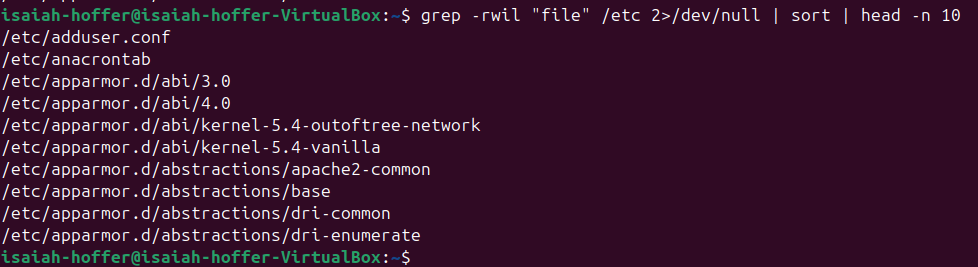 isaiah-hoffer@isaiah-hoffer-VirtualBox:~$ grep -rwil "file" /etc 2>/dev/null | sort | head -n 10
/etc/adduser.conf
/etc/anacrontab
/etc/apparmor.d/abi/3.0
/etc/apparmor.d/abi/4.0
/etc/apparmor.d/abi/kernel-5.4-outoftree-network
/etc/apparmor.d/abi/kernel-5.4-vanilla
/etc/apparmor.d/abstractions/apache2-common
/etc/apparmor.d/abstractions/base
/etc/apparmor.d/abstractions/dri-common
/etc/apparmor.d/abstractions/dri-enumerate
isaiah-hoffer@isaiah-hoffer-VirtualBox:~$